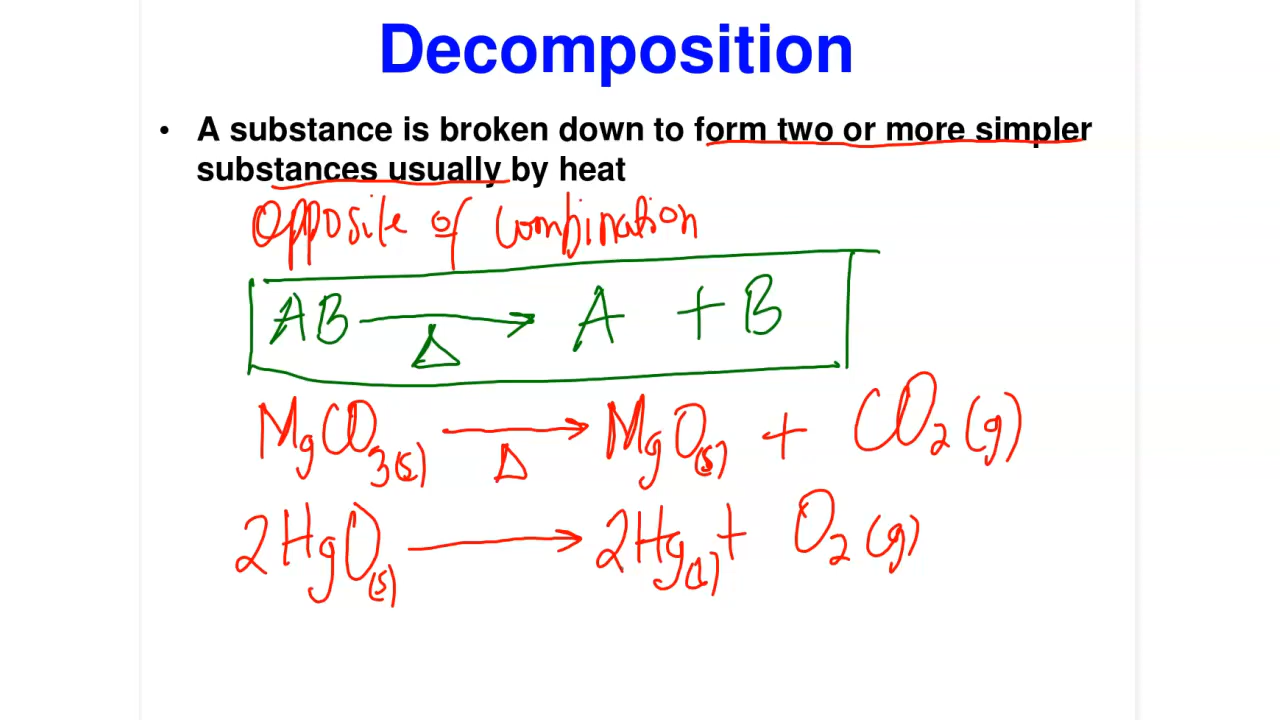 Decomposition
• A substance is broken down to form two or more simpler
substances usually by heat
Opposite of Combination
AB ⟶ A + B
Δ
MgCO₃(s) ⟶ MgO(s) + CO₂(g)
Δ
2HgO(s) ⟶ 2Hg(l) + O₂(g)